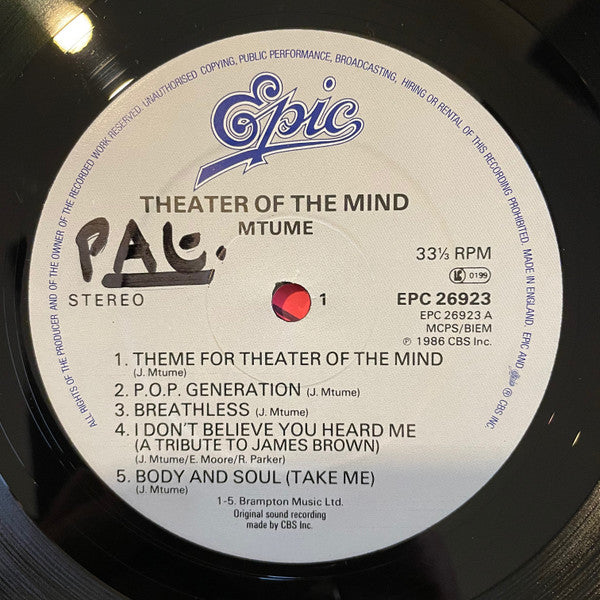 ALL RIGHTS OF THE PRODUCER AND OF THE OWNER OF THE RECORDED WORK RESERVED. UNAUTHORISED COPYING, PUBLIC PERFORMANCE, BROADCASTING, HIRING OR RENTAL OF THIS RECORDING PROHIBITED. MADE IN ENGLAND. EPIC AND Epic ® CBS INC.
Epic
THEATER OF THE MIND
MTUME
PAL.
33⅓ RPM
LC 0199
STEREO
1
EPC 26923
EPC 26923 A
MCPS/BIEM
℗ 1986 CBS Inc.
1. THEME FOR THEATER OF THE MIND
(J. Mtume)
2. P.O.P. GENERATION (J. Mtume)
3. BREATHLESS (J. Mtume)
4. I DON'T BELIEVE YOU HEARD ME
(A TRIBUTE TO JAMES BROWN)
(J. Mtume/E. Moore/R. Parker)
5. BODY AND SOUL (TAKE ME)
(J. Mtume)
1-5. Brampton Music Ltd.
Original sound recording
made by CBS Inc.